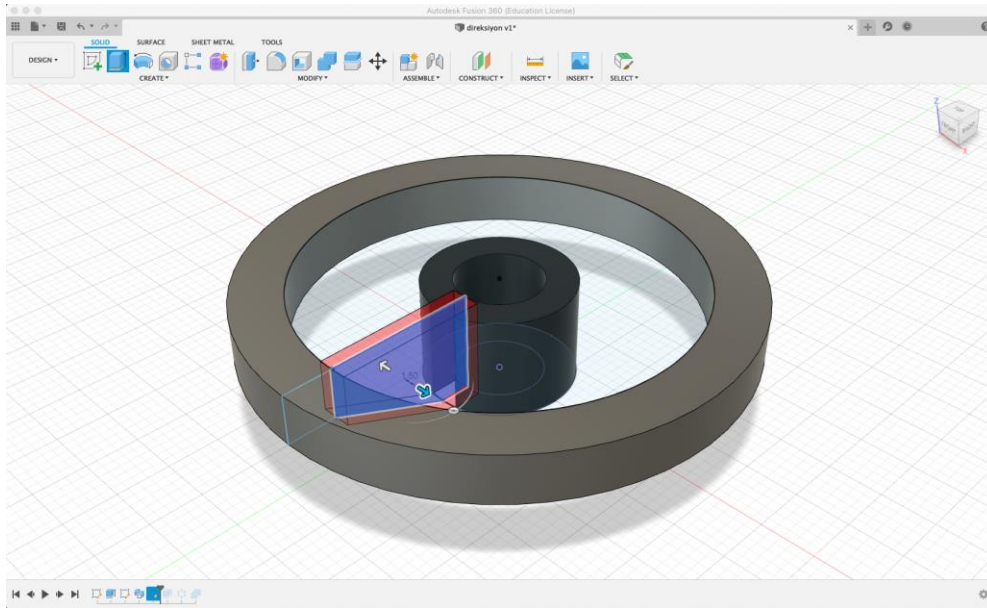 Autodesk Fusion 360 (Education License)
direksiyon v1*
SOLID SURFACE SHEET METAL TOOLS
DESIGN
CREATE MODIFY ASSEMBLE CONSTRUCT INSPECT INSERT SELECT
Z
X